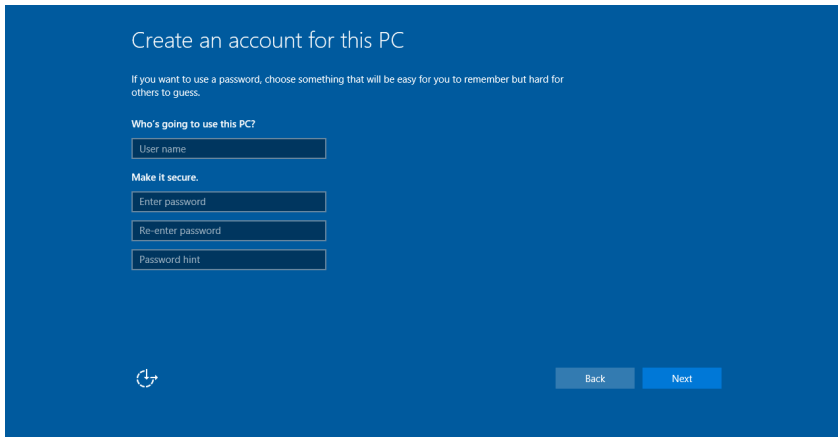 Create an account for this PC
If you want to use a password, choose something that will be easy for you to remember but hard for
others to guess.
Who's going to use this PC?
User name
Make it secure.
Enter password
Re-enter password
Password hint
Back
Next